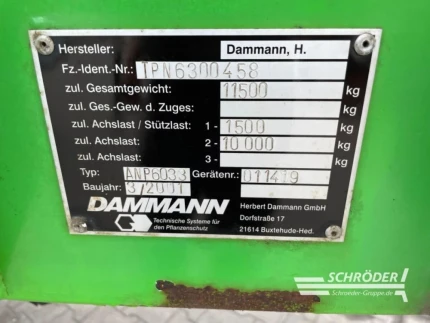 Hersteller: Dammann, H.
Fz.-Ident.-Nr.: TPN6300458
zul. Gesamtgewicht: 11500 kg
zul. Ges.-Gew. d. Zuges: kg
zul. Achslast / Stützlast: 1 - 1500 kg
zul. Achslast: 2 - 10000 kg
zul. Achslast: 3 - kg
Typ: ANP6033 Gerätenr.: 011419
Baujahr: 3/2001
DAMMANN
Technische Systeme für
den Pflanzenschutz
Herbert Dammann GmbH
Dorfstraße 17
21614 Buxtehude-Hed.
SCHRÖDER
Schröder-Gruppe.de